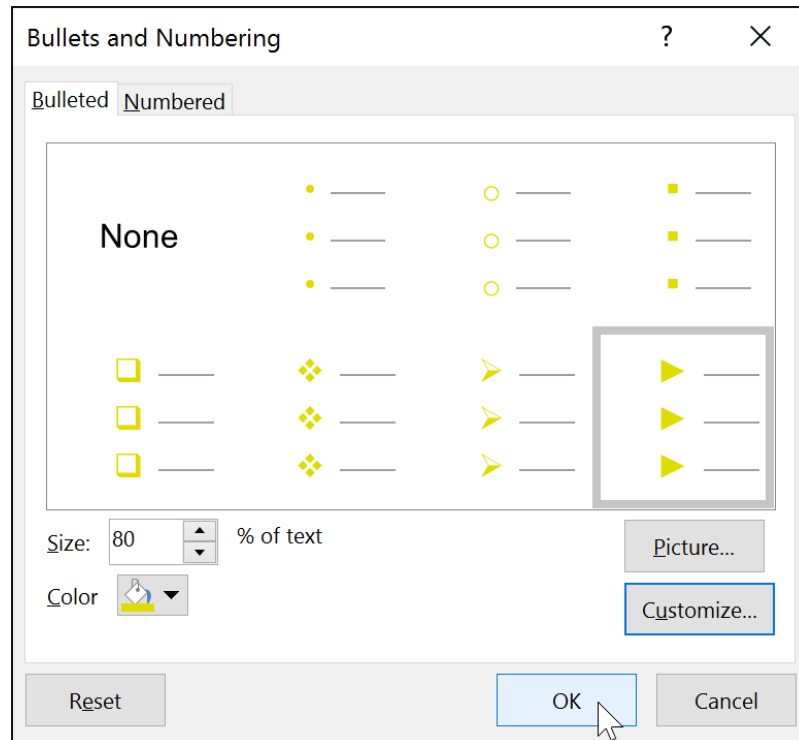 Bullets and Numbering ?
Bulleted Numbered
None
Size: 80 % of text
Picture...
Color
Customize...
Reset OK Cancel